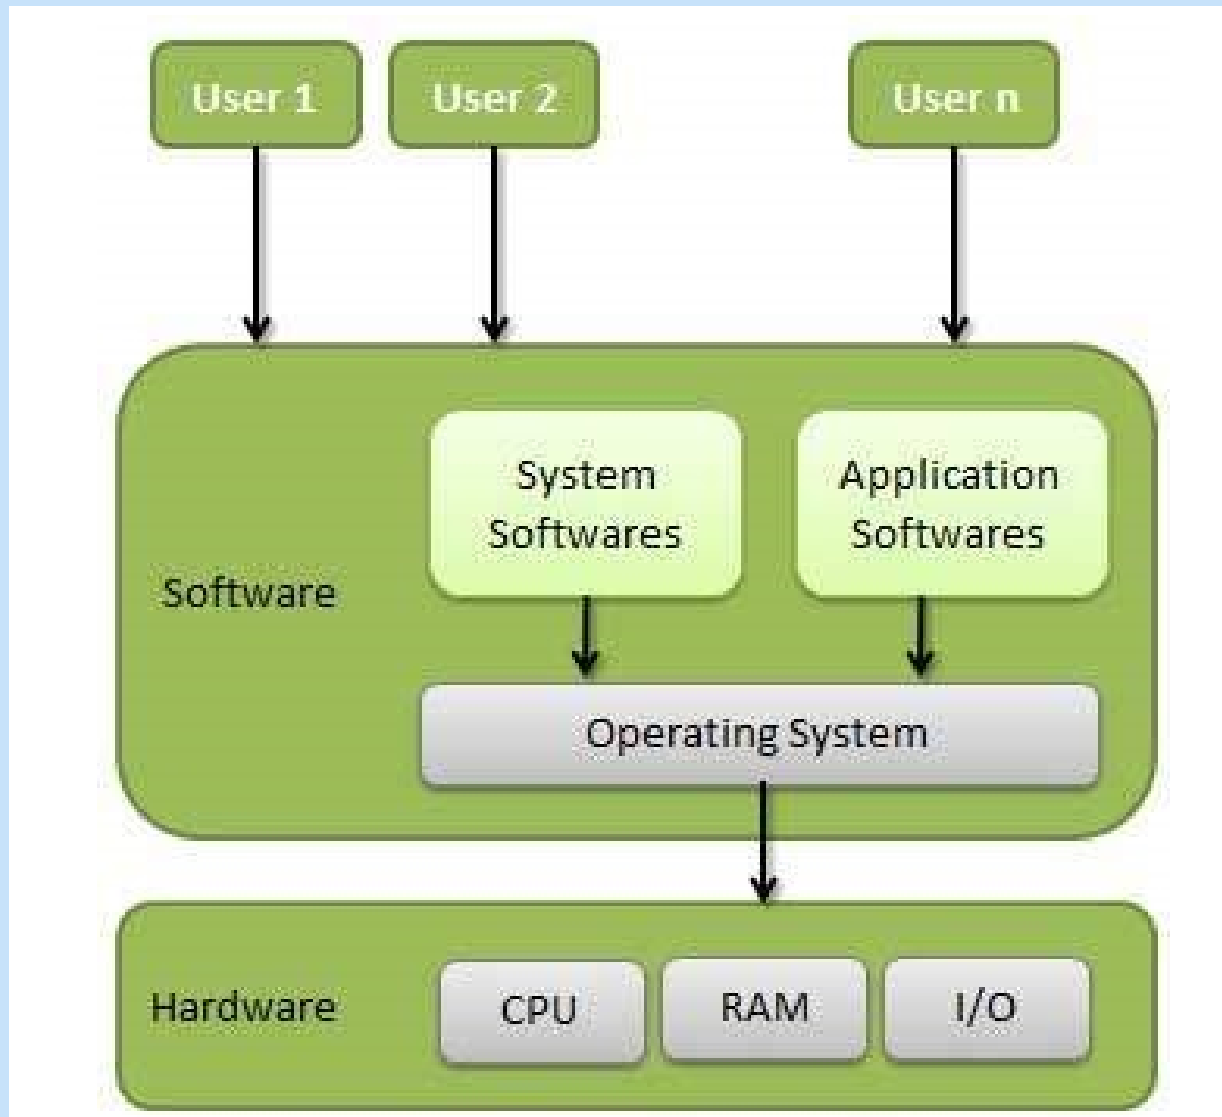 User 1
User 2
User n
System
Softwares
Application
Softwares
Software
Operating System
Hardware
CPU
RAM
I/O